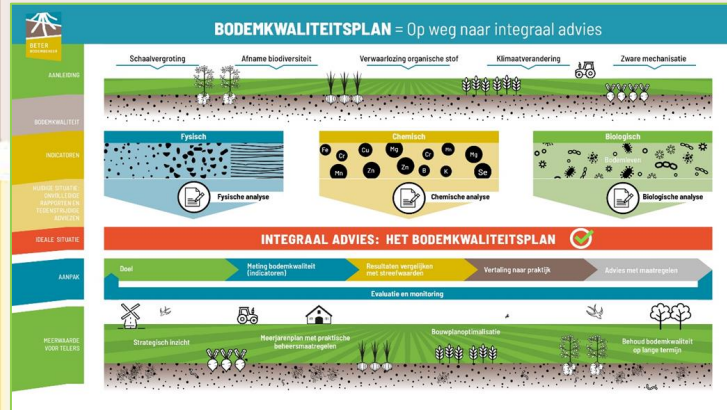 BODEMKWALITEITSPLAN = Op weg naar integraal advies
BETER
BODEMBEHEER
AANLEIDING
Schaalvergroting
Afname biodiversiteit
Verwaarlozing organische stof
Klimaatverandering
Zware mechanisatie
BODEMKWALITEIT
INDICATOREN
Fysisch
Chemisch
Biologisch
Fe
Cr
Cu
Mg
Cr
Mn
Mg
Mn
Zn
Zn
B
K
Se
Bodemleven
HUIDIGE SITUATIE:
ONVOLLEDIGE
RAPPORTEN EN
TEGENSTRIJDIGE
ADVIEZEN
Fysische analyse
Chemische analyse
Biologische analyse
IDEALE SITUATIE
INTEGRAAL ADVIES: HET BODEMKWALITEITSPLAN
AANPAK
Doel
Meting bodemkwaliteit
(indicatoren)
Resultaten vergelijken
met streefwaarden
Vertaling naar praktijk
Advies met maatregelen
Evaluatie en monitoring
MEERWAARDE
VOOR TELERS
Strategisch inzicht
Meerjarenplan met praktische
beheersmaatregelen
Bouwplanoptimalisatie
Behoud bodemkwaliteit
op lange termijn